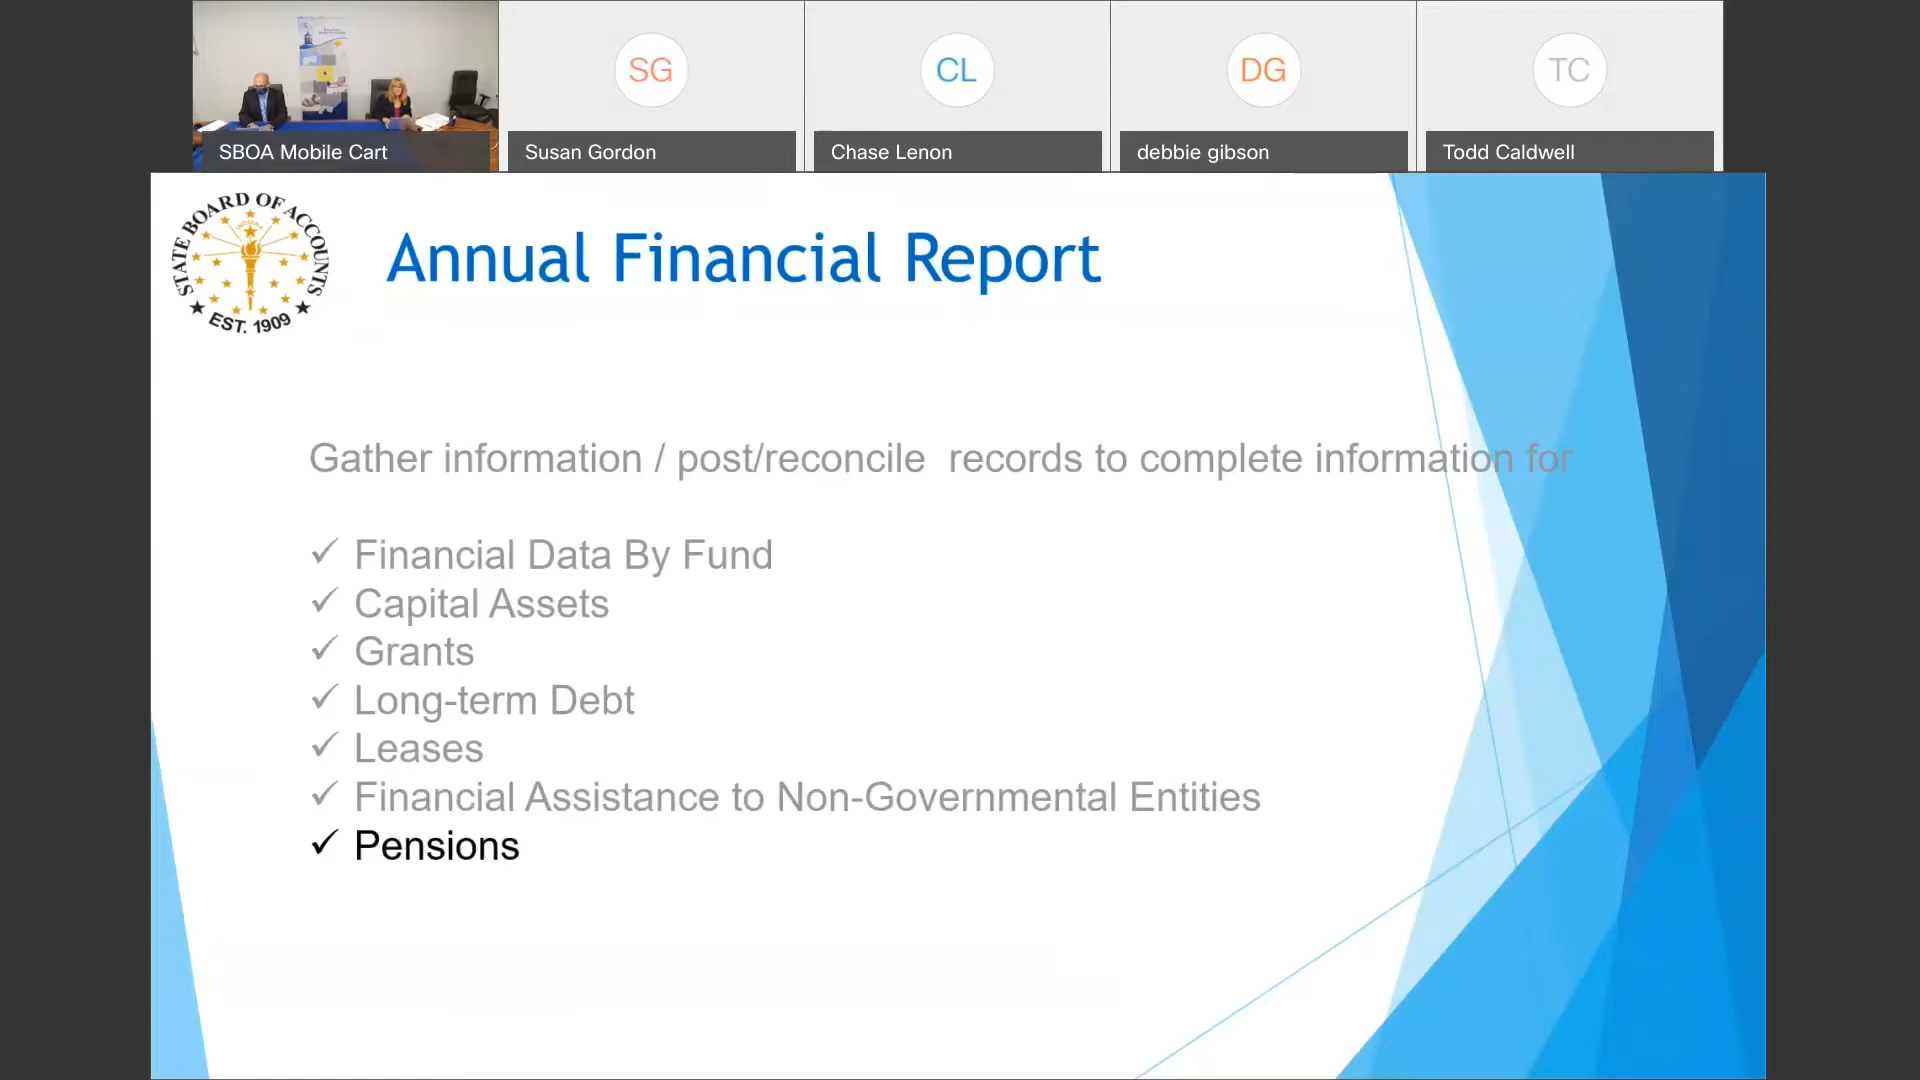 SG
CL
DG
TC
SBOA Mobile Cart
Susan Gordon
Chase Lenon
debbie gibson
Todd Caldwell
STATE BOARD OF ACCOUNTS
EST. 1909
Annual Financial Report
Gather information / post/reconcile  records to complete information for
✓ Financial Data By Fund
✓ Capital Assets
✓ Grants
✓ Long-term Debt
✓ Leases
✓ Financial Assistance to Non-Governmental Entities
✓ Pensions